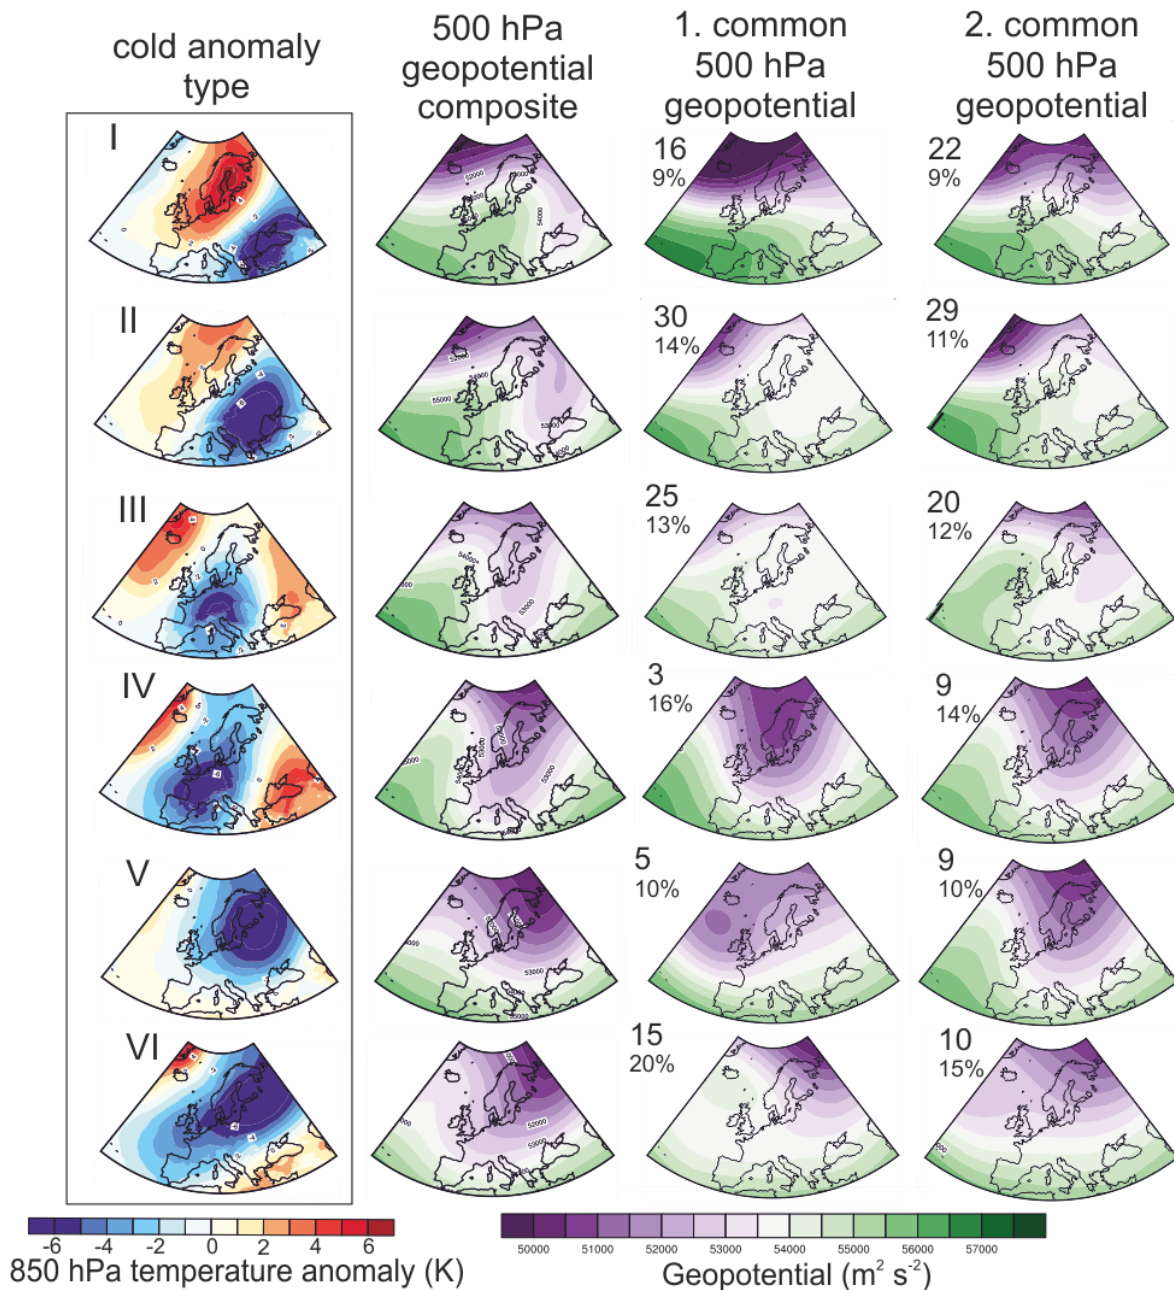 cold anomaly
type
500 hPa
geopotential
composite
1. common
500 hPa
geopotential
2. common
500 hPa
geopotential
I
16
9%
22
9%
II
30
14%
29
11%
III
25
13%
20
12%
IV
3
16%
9
14%
V
5
10%
9
10%
VI
15
20%
10
15%
-6 -4 -2 0 2 4 6
850 hPa temperature anomaly (K)
50000 51000 52000 53000 54000 55000 56000 57000
Geopotential (m² s⁻²)